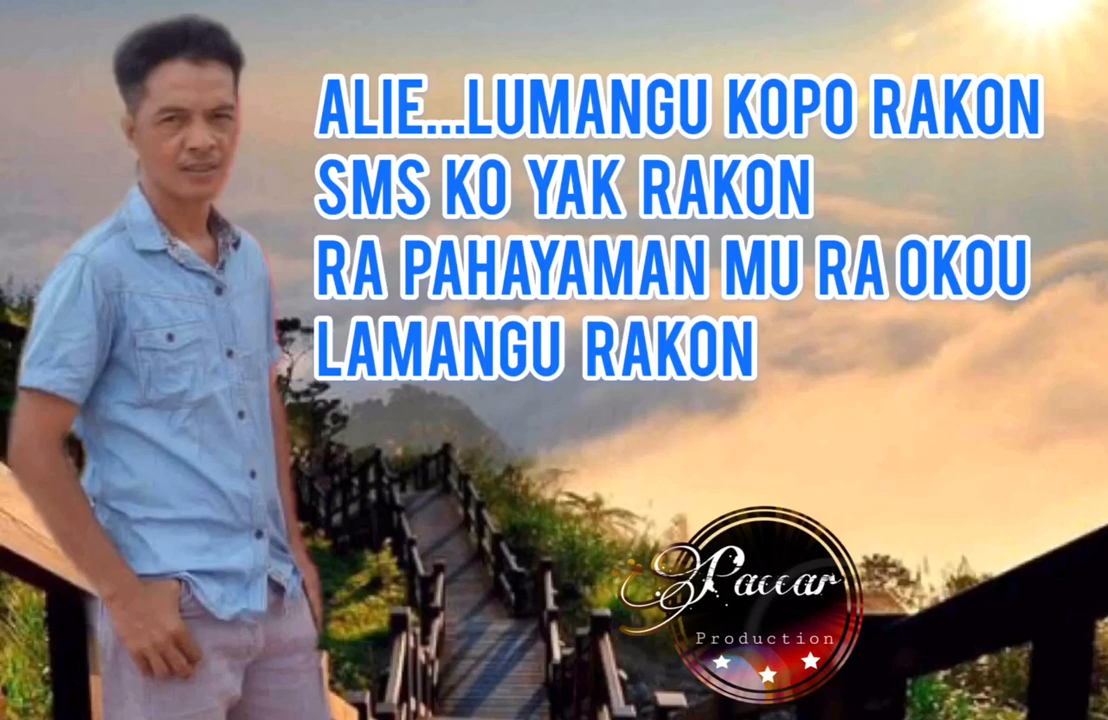 ALIE...LUMANGU KOPO RAKON
SMS KO YAK RAKON
RA PAHAYAMAN MU RA OKOU
LAMANGU RAKON
Paccar
Production